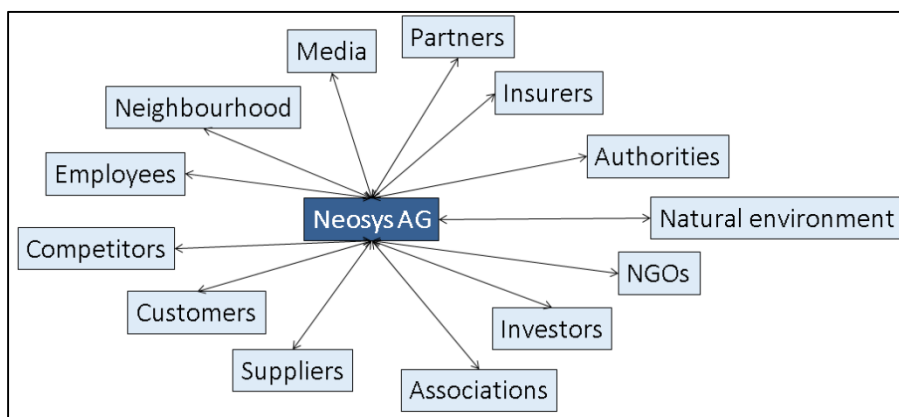 Partners
Media
Insurers
Neighbourhood
Authorities
Employees
Neosys AG
Natural environment
Competitors
NGOs
Customers
Investors
Suppliers
Associations